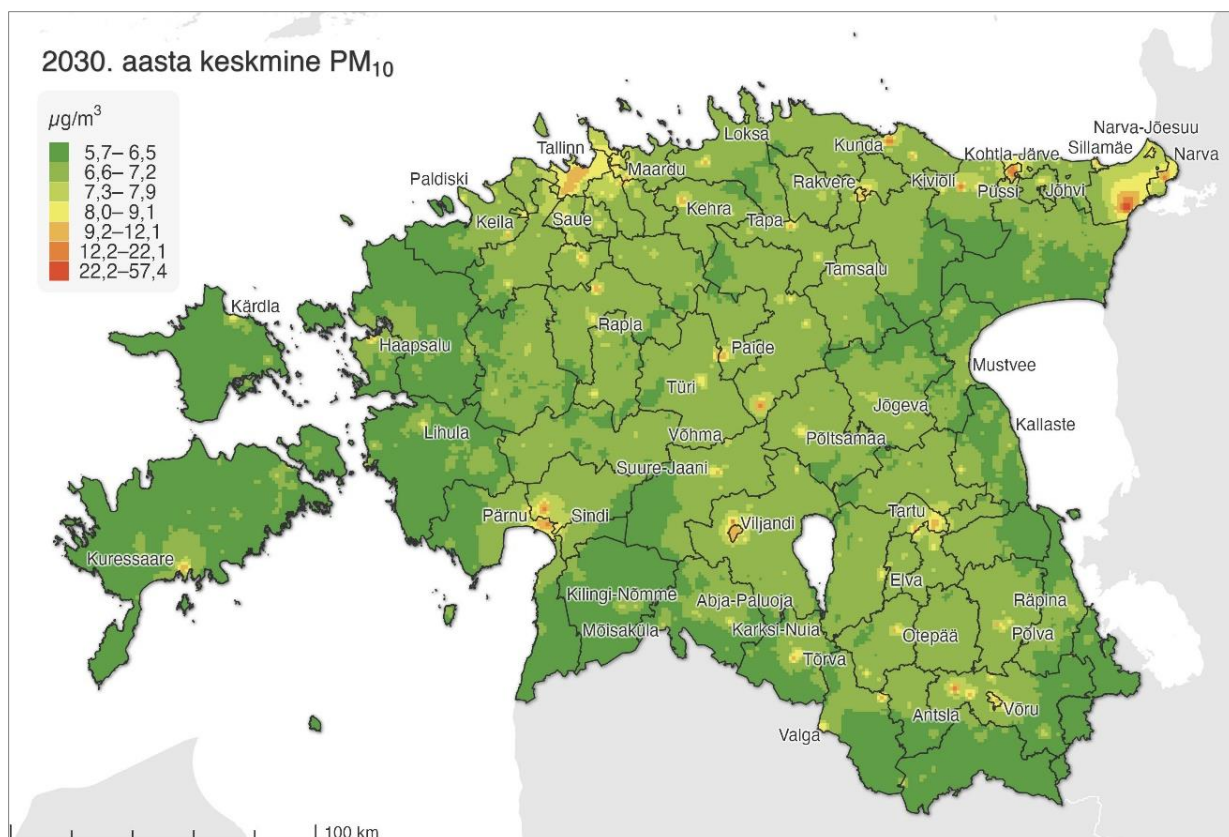 2030. aasta keskmine PM₁₀
µg/m³
5,7– 6,5
6,6– 7,2
7,3– 7,9
8,0– 9,1
9,2–12,1
12,2–22,1
22,2–57,4
Narva-Jõesuu
Loksa
Kunda
Sillamäe
Tallinn
Kohtla-Järve
Narva
Maardu
Paldiski
Rakvere
Kiviõli
Püssi
Jõhvi
Kehra
Keila
Saue
Tapa
Tamsalu
Kärdla
Rapla
Haapsalu
Paide
Mustvee
Türi
Jõgeva
Kallaste
Lihula
Võhma
Põltsamaa
Suure-Jaani
Tartu
Pärnu
Sindi
Viljandi
Kuressaare
Elva
Kilingi-Nõmme
Abja-Paluoja
Räpina
Mõisaküla
Karksi-Nuia
Otepää
Põlva
Tõrva
Antsla
Võru
Valga
100 km